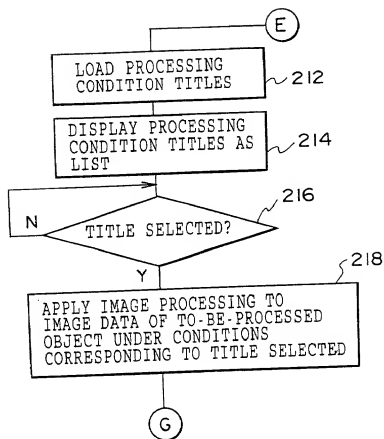 E
LOAD PROCESSING
CONDITION TITLES
212
DISPLAY PROCESSING
CONDITION TITLES AS
LIST
214
216
N
TITLE SELECTED?
Y
218
APPLY IMAGE PROCESSING TO
IMAGE DATA OF TO-BE-PROCESSED
OBJECT UNDER CONDITIONS
CORRESPONDING TO TITLE SELECTED
G